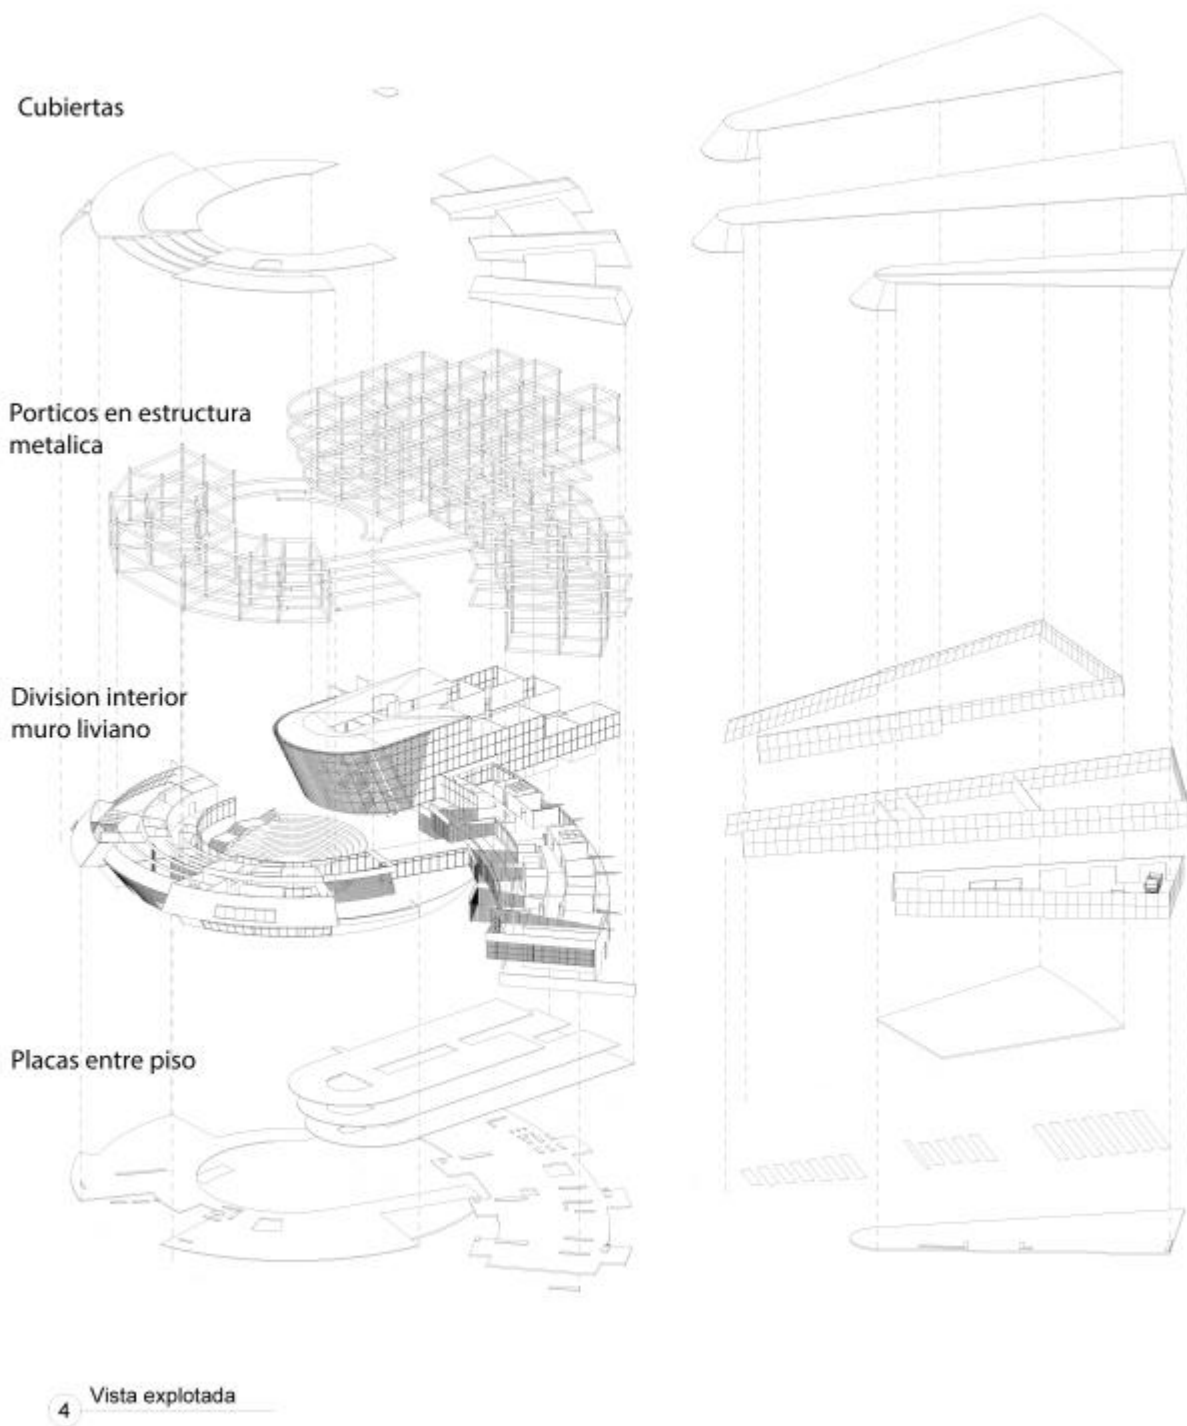 Cubiertas
Porticos en estructura
metalica
Division interior
muro liviano
Placas entre piso
4 Vista explotada